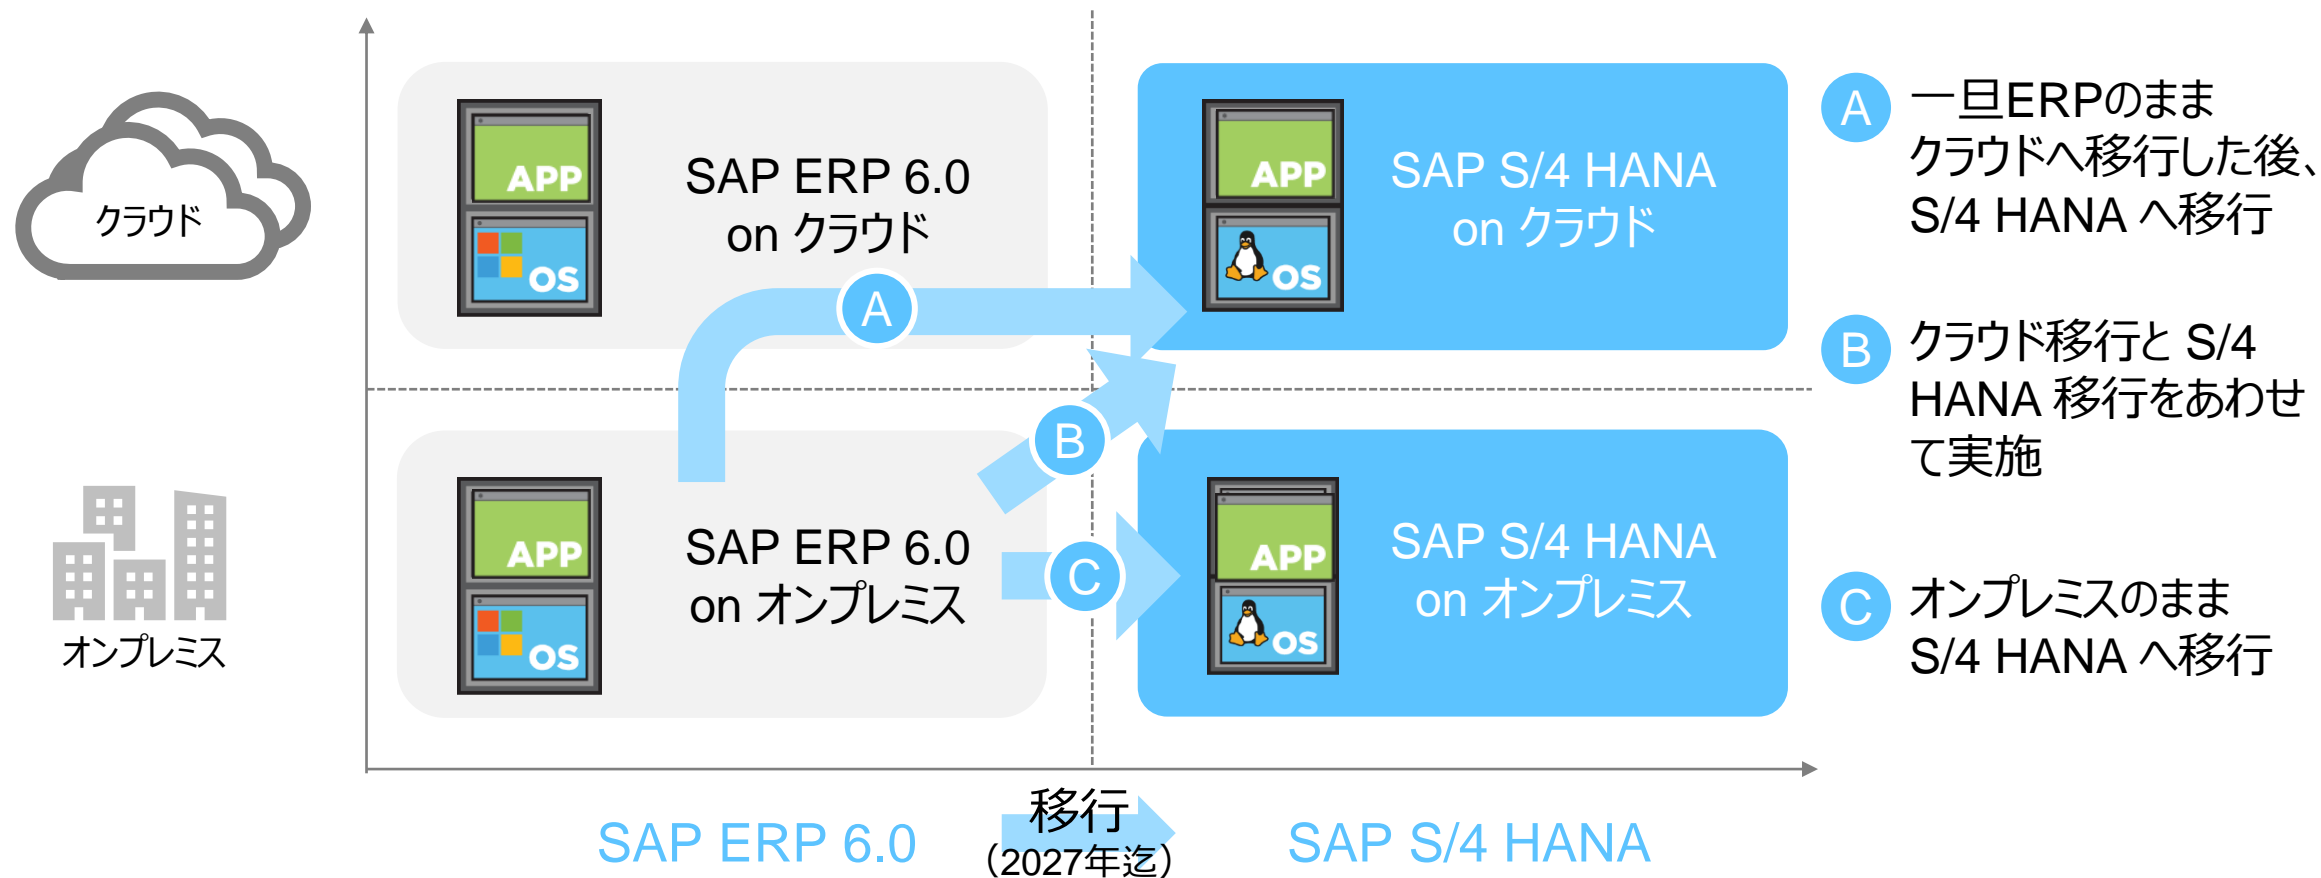 クラウド
APP
OS
SAP ERP 6.0
on クラウド
APP
OS
SAP S/4 HANA
on クラウド
A
一旦ERPのまま
クラウドへ移行した後、
S/4 HANA へ移行
A
B
クラウド移行と S/4
HANA 移行をあわせ
て実施
B
オンプレミス
APP
OS
SAP ERP 6.0
on オンプレミス
C
APP
OS
SAP S/4 HANA
on オンプレミス
C
オンプレミスのまま
S/4 HANA へ移行
SAP ERP 6.0
移行
（2027年迄）
SAP S/4 HANA